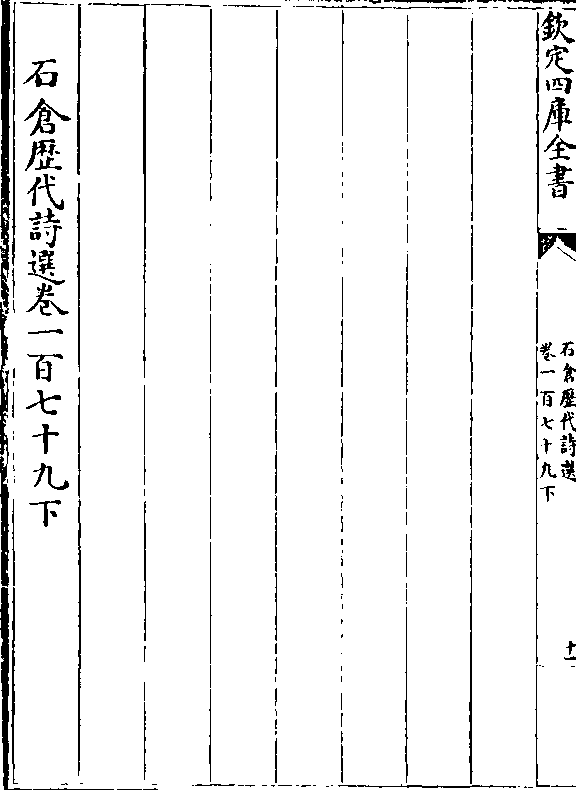 欽定四庫全書
石倉歴代詩選
卷一百七十九下
十一
石倉歴代詩選卷一百七十九下